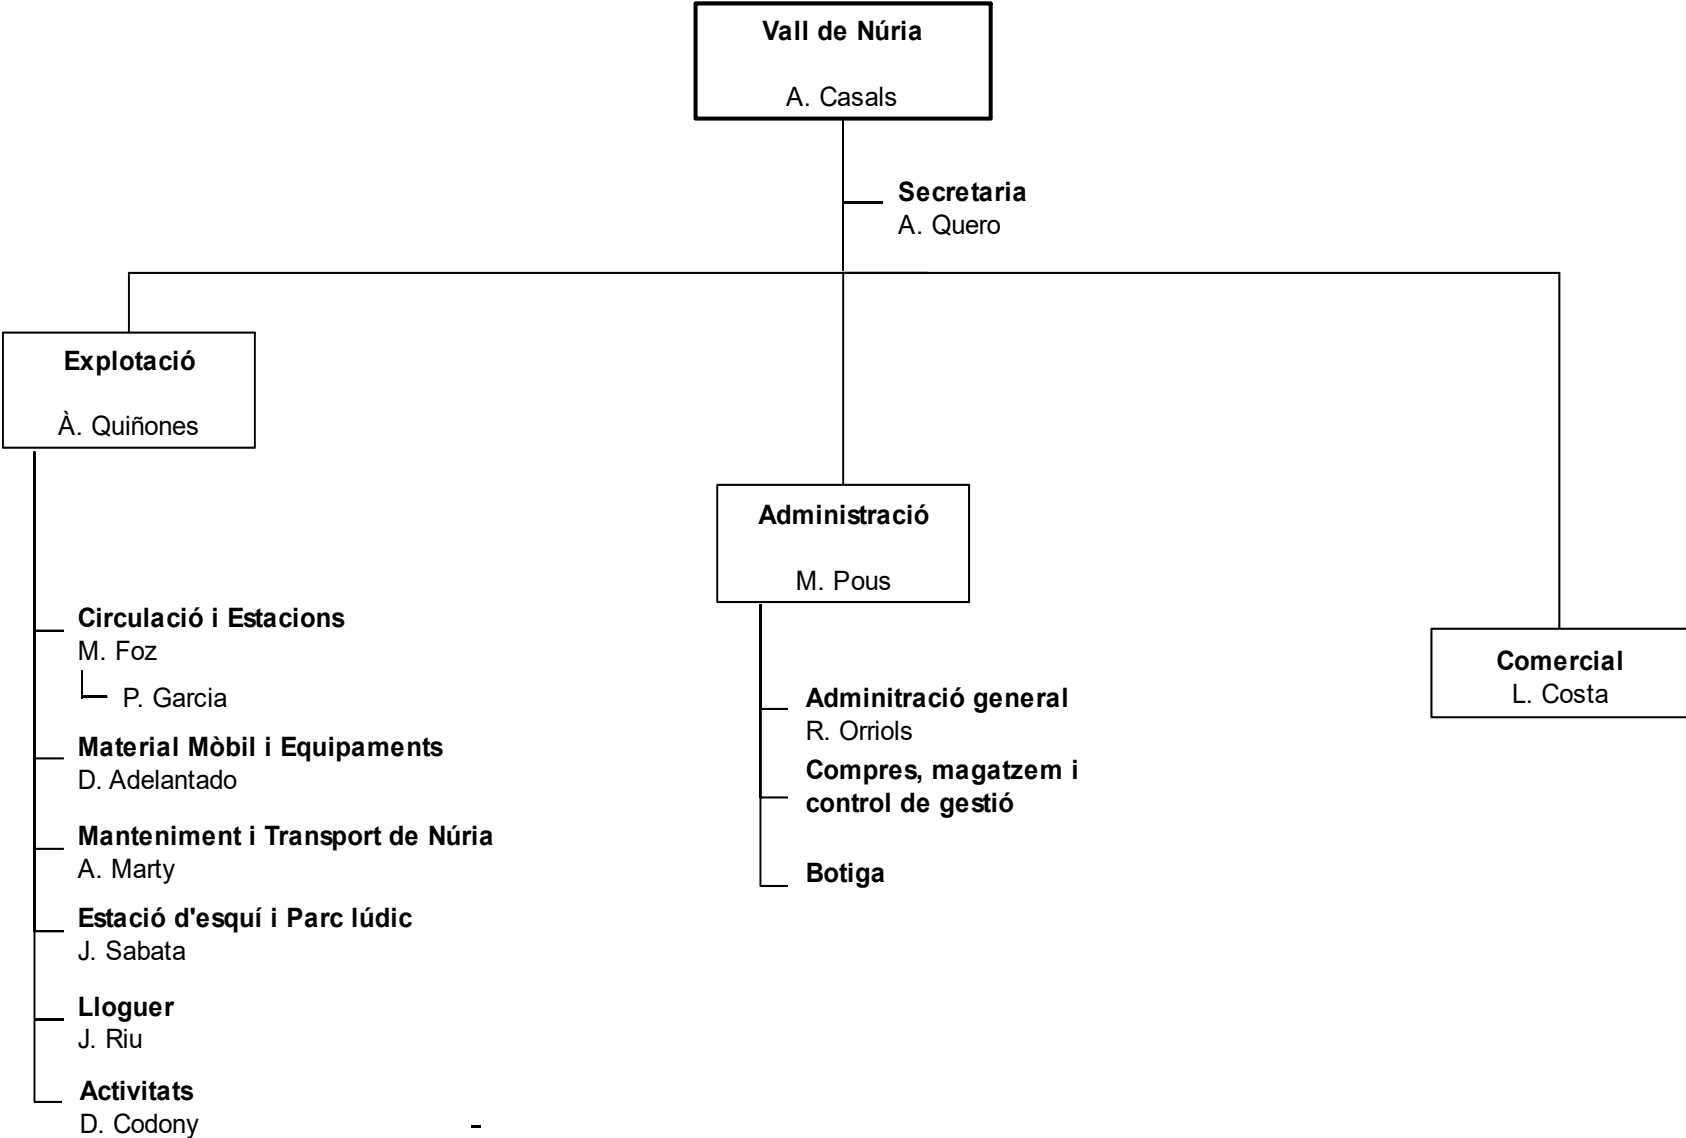 Vall de Núria
A. Casals
Secretaria
A. Quero
Explotació
À. Quiñones
Circulació i Estacions
M. Foz
P. Garcia
Material Mòbil i Equipaments
D. Adelantado
Manteniment i Transport de Núria
A. Marty
Estació d'esquí i Parc lúdic
J. Sabata
Lloguer
J. Riu
Activitats
D. Codony
-
Administració
M. Pous
Adminitració general
R. Orriols
Compres, magatzem i
control de gestió
Botiga
Comercial
L. Costa